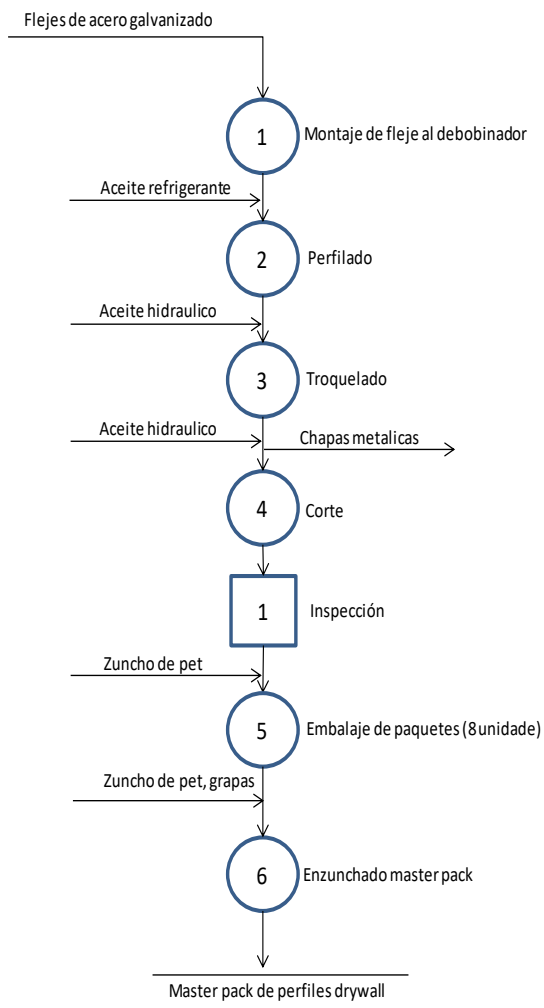 Flejes de acero galvanizado
1
Montaje de fleje al debobinador
Aceite refrigerante
2
Perfilado
Aceite hidraulico
3
Troquelado
Aceite hidraulico
Chapas metalicas
4
Corte
1
Inspección
Zuncho de pet
5
Embalaje de paquetes (8 unidade)
Zuncho de pet, grapas
6
Enzunchado master pack
Master pack de perfiles drywall